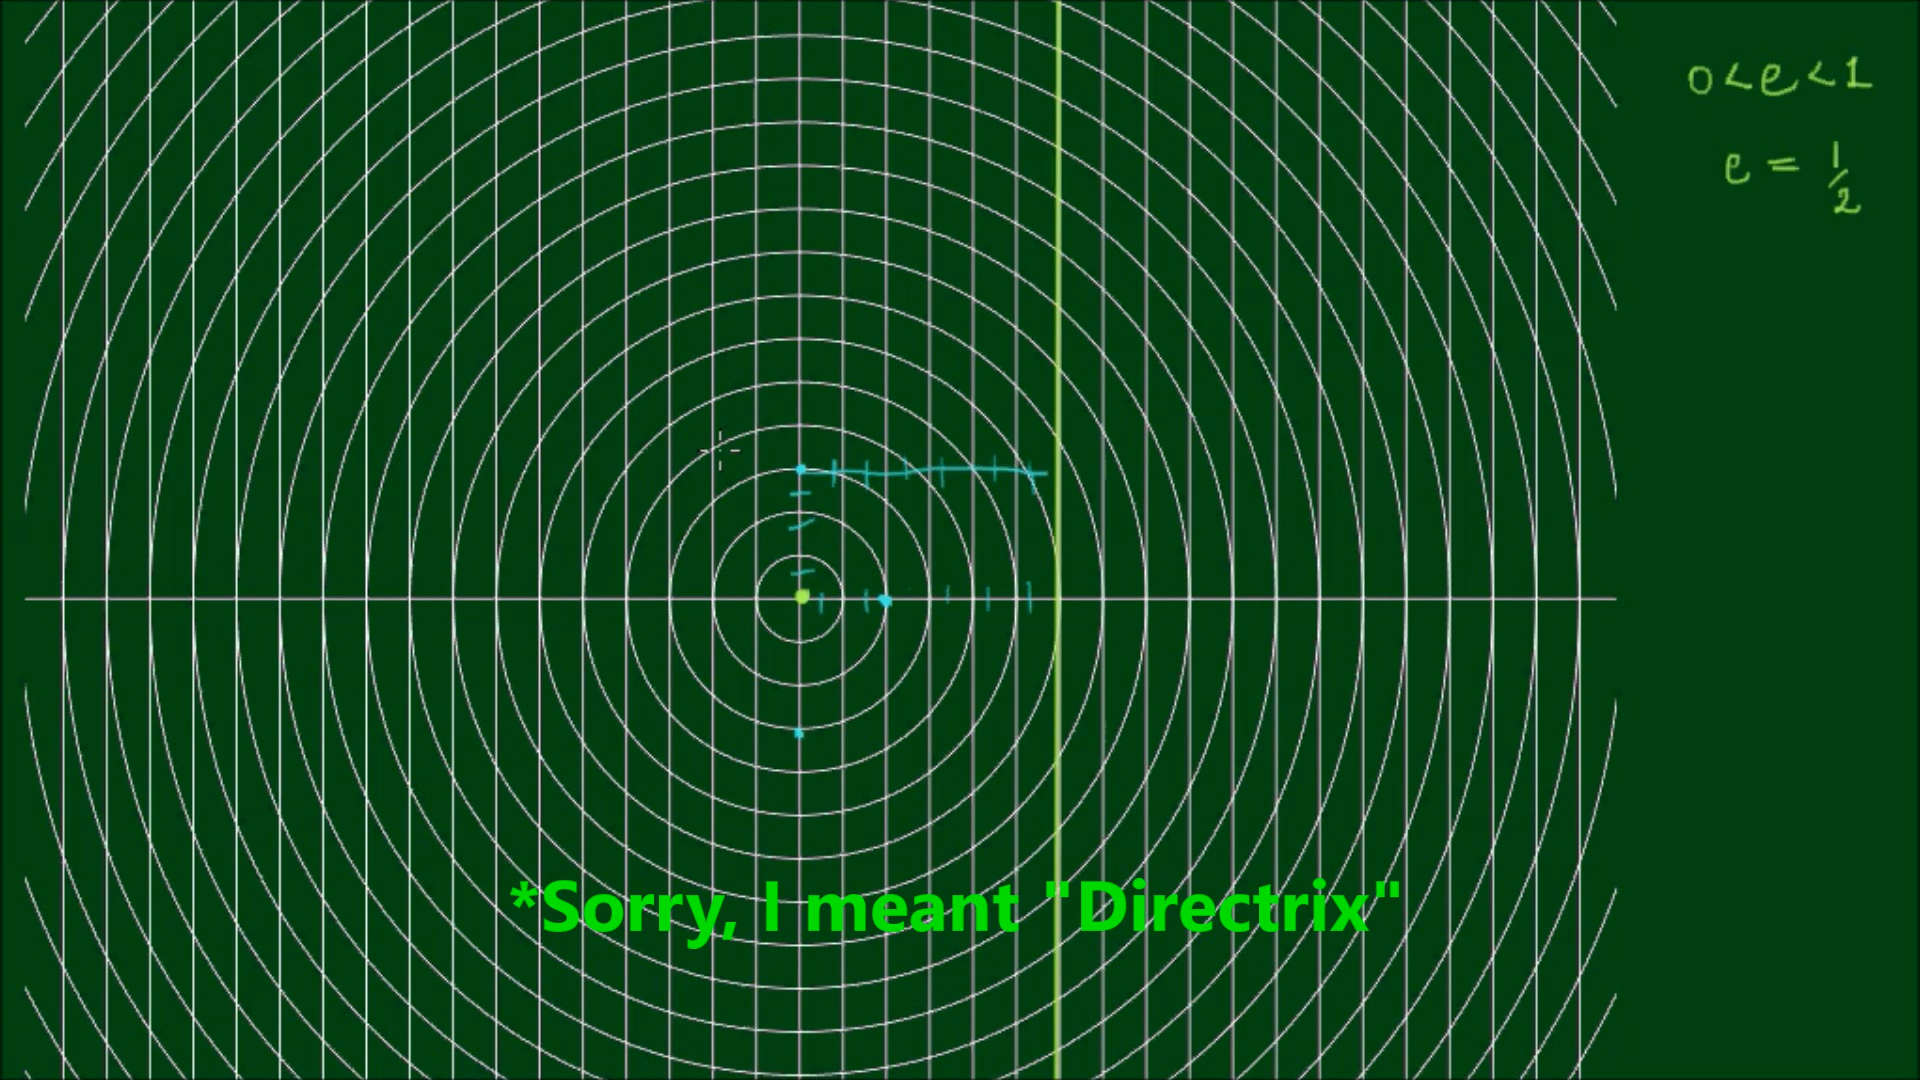 0<e<1
e = 1/2
*Sorry, I meant "Directrix"